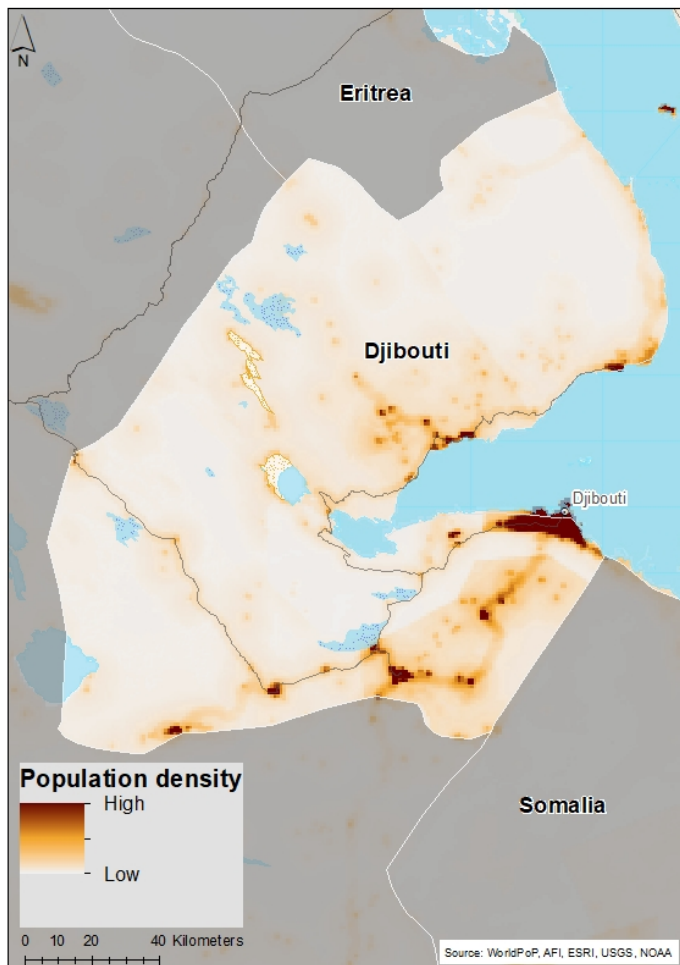 N
Eritrea
Djibouti
Djibouti
Population density
High
Low
Somalia
0 10 20 40 Kilometers
Source: WorldPoP, AFI, ESRI, USGS, NOAA